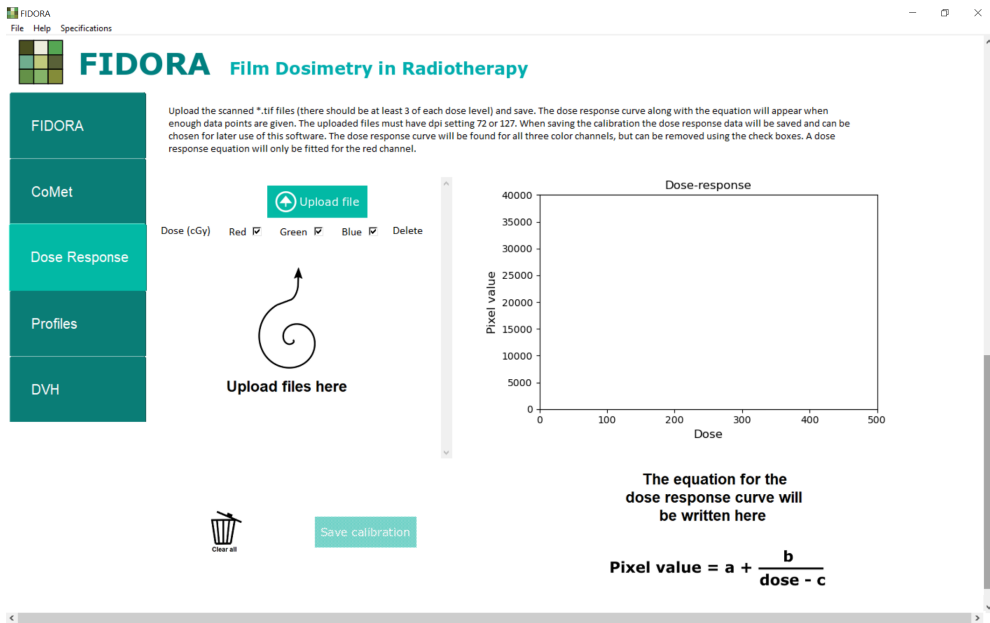 FIDORA
File Help Specifications
FIDORA Film Dosimetry in Radiotherapy
FIDORA
CoMet
Dose Response
Profiles
DVH
Upload the scanned *.tif files (there should be at least 3 of each dose level) and save. The dose response curve along with the equation will appear when
enough data points are given. The uploaded files must have dpi setting 72 or 127. When saving the calibration the dose response data will be saved and can be
chosen for later use of this software. The dose response curve will be found for all three color channels, but can be removed using the check boxes. A dose
response equation will only be fitted for the red channel.
Upload file
Dose (cGy) Red Green Blue Delete
Upload files here
Clear all
Save calibration
Dose-response
40000
35000
30000
25000
20000
15000
10000
5000
0
Pixel value
0 100 200 300 400 500
Dose
The equation for the
dose response curve will
be written here
Pixel value = a + b
dose - c